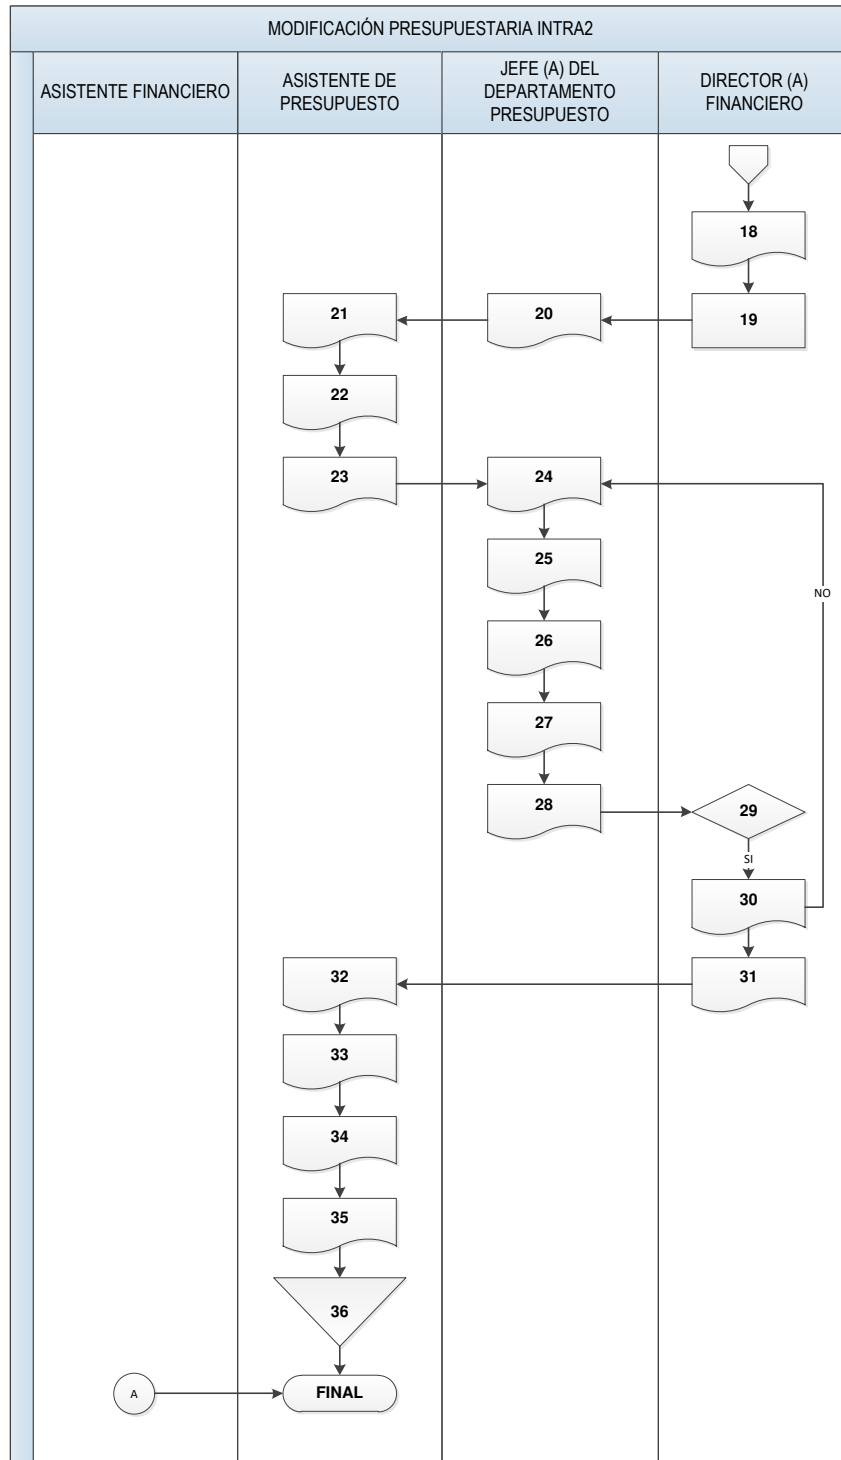 MODIFICACIÓN PRESUPUESTARIA INTRA2
ASISTENTE FINANCIERO
ASISTENTE DE
PRESUPUESTO
JEFE (A) DEL
DEPARTAMENTO
PRESUPUESTO
DIRECTOR (A)
FINANCIERO
18
21
20
19
22
23
24
25
NO
26
27
28
29
SI
30
32
31
33
34
35
36
A
FINAL